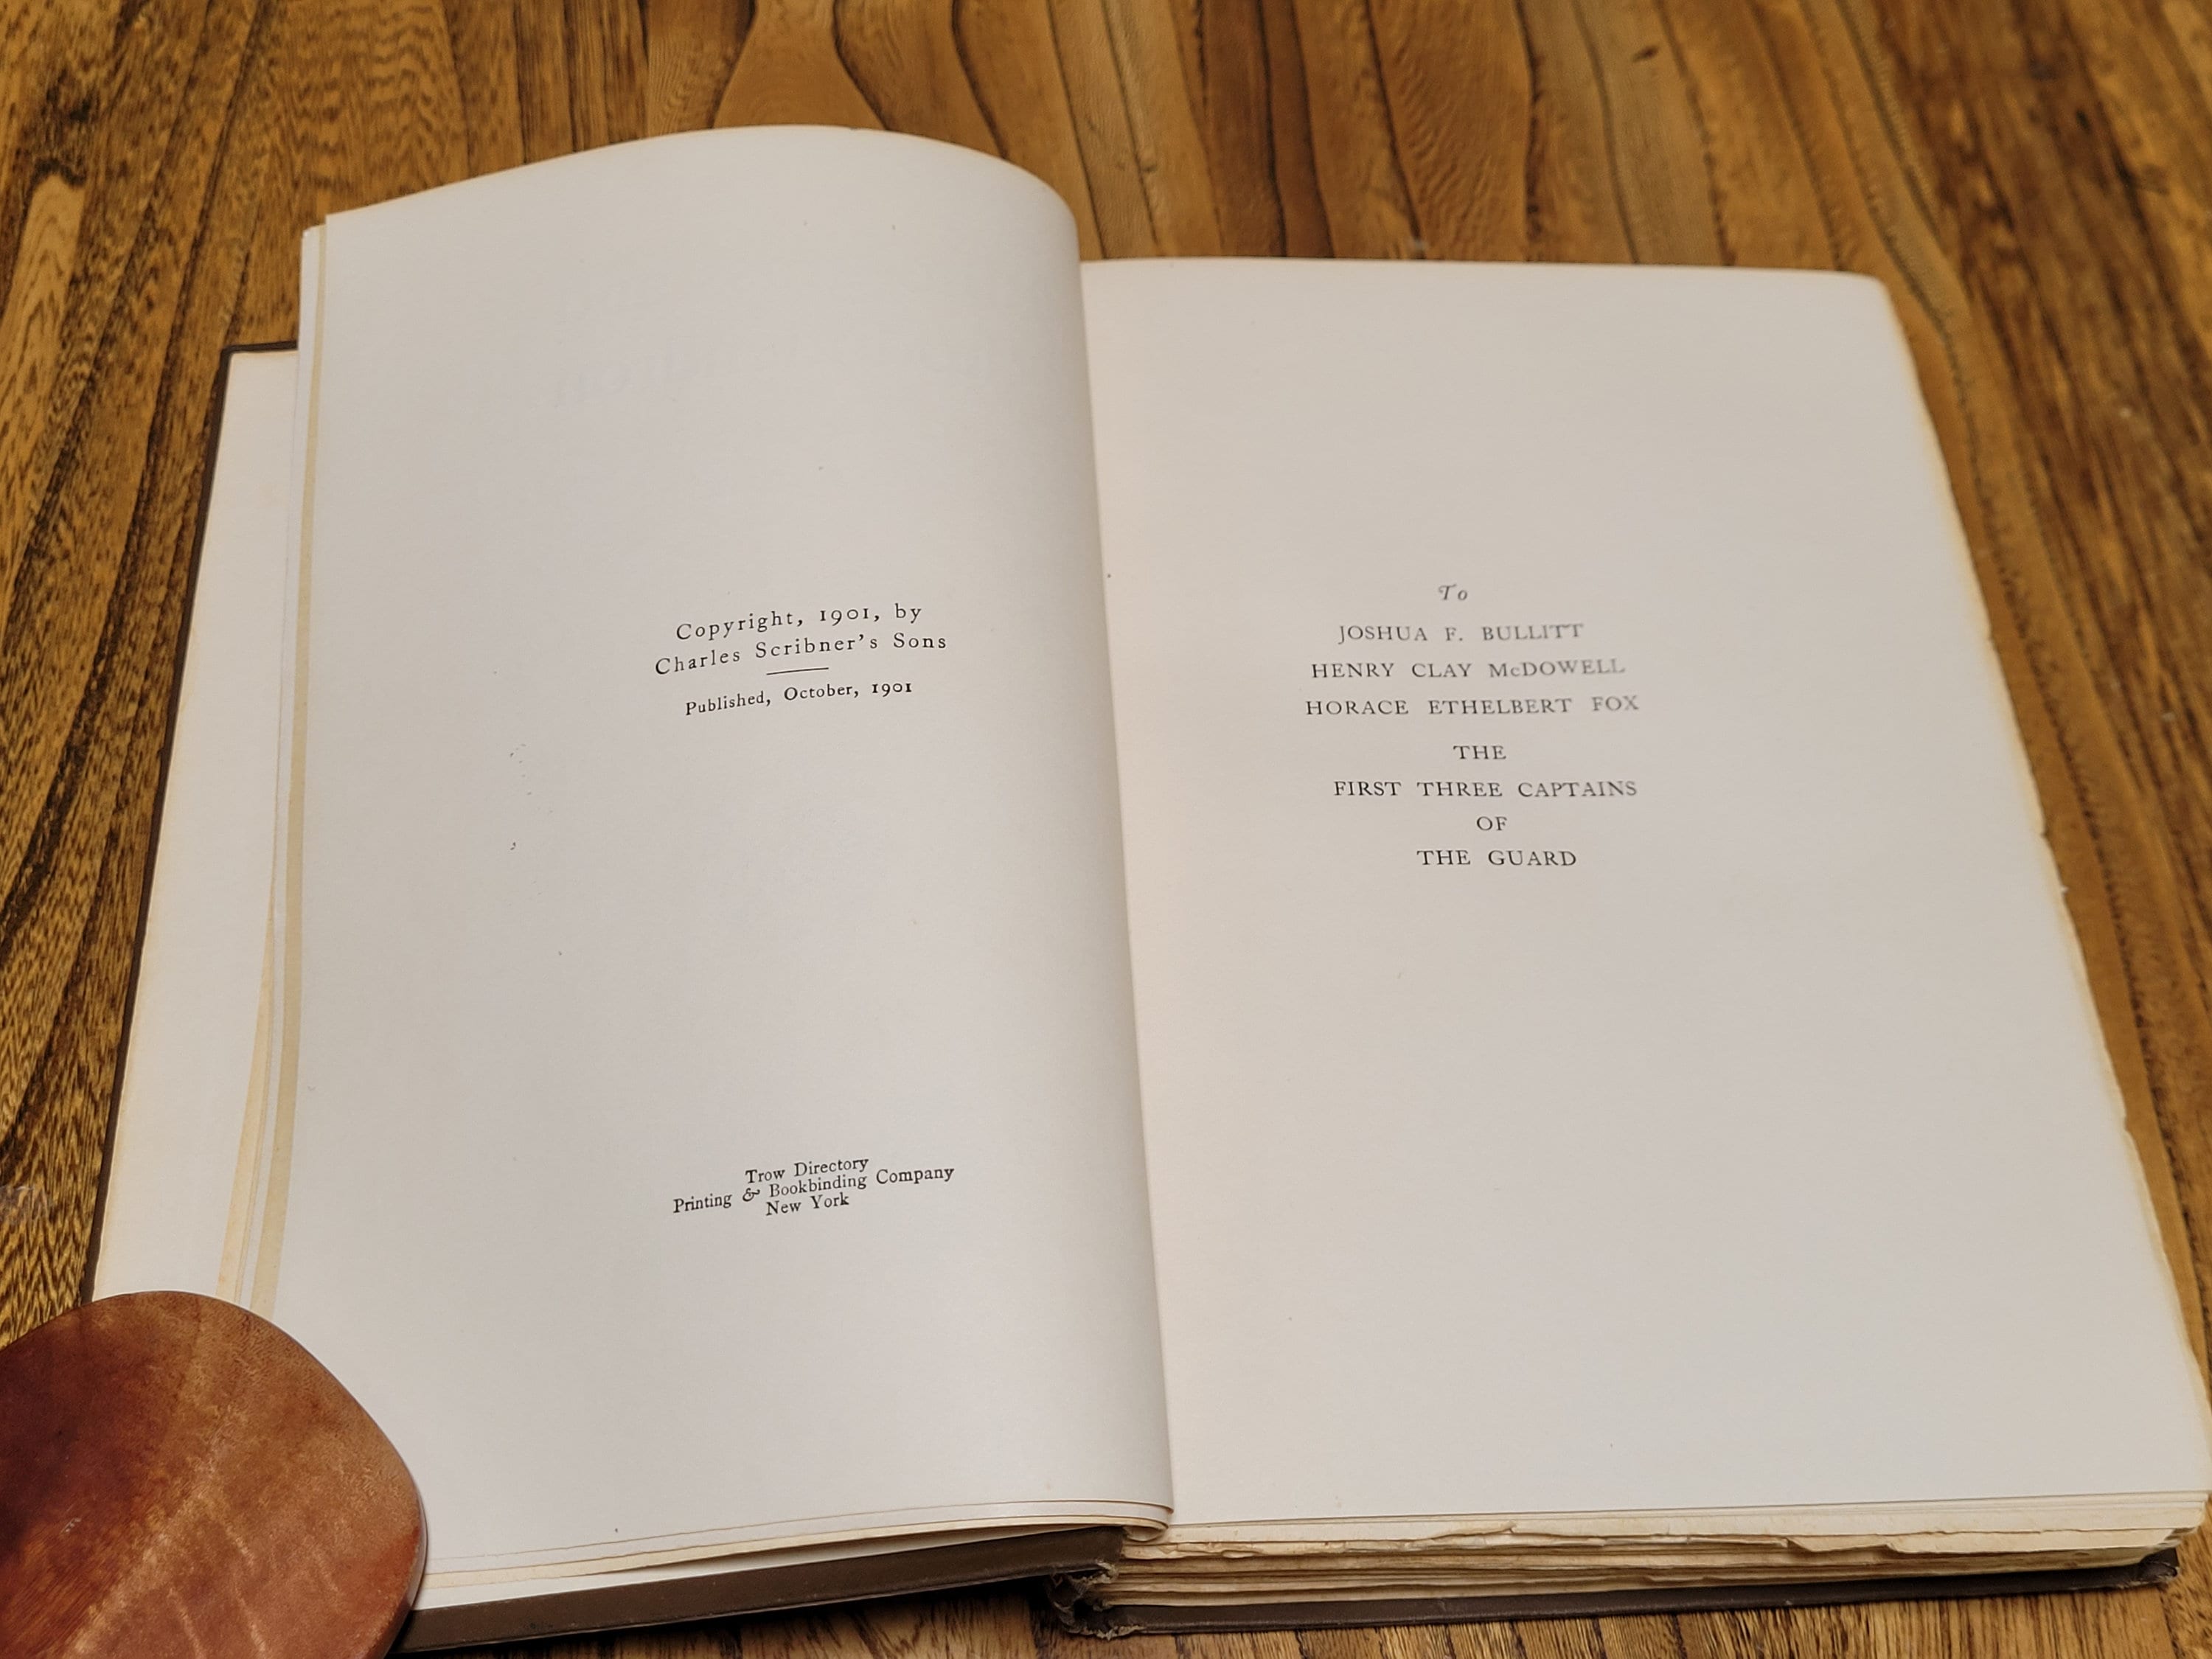 Copyright, 1901, by
Charles Scribner's Sons
Published, October, 1901
Trow Directory
Printing & Bookbinding Company
New York
To
JOSHUA F. BULLITT
HENRY CLAY McDOWELL
HORACE ETHELBERT FOX
THE
FIRST THREE CAPTAINS
OF
THE GUARD